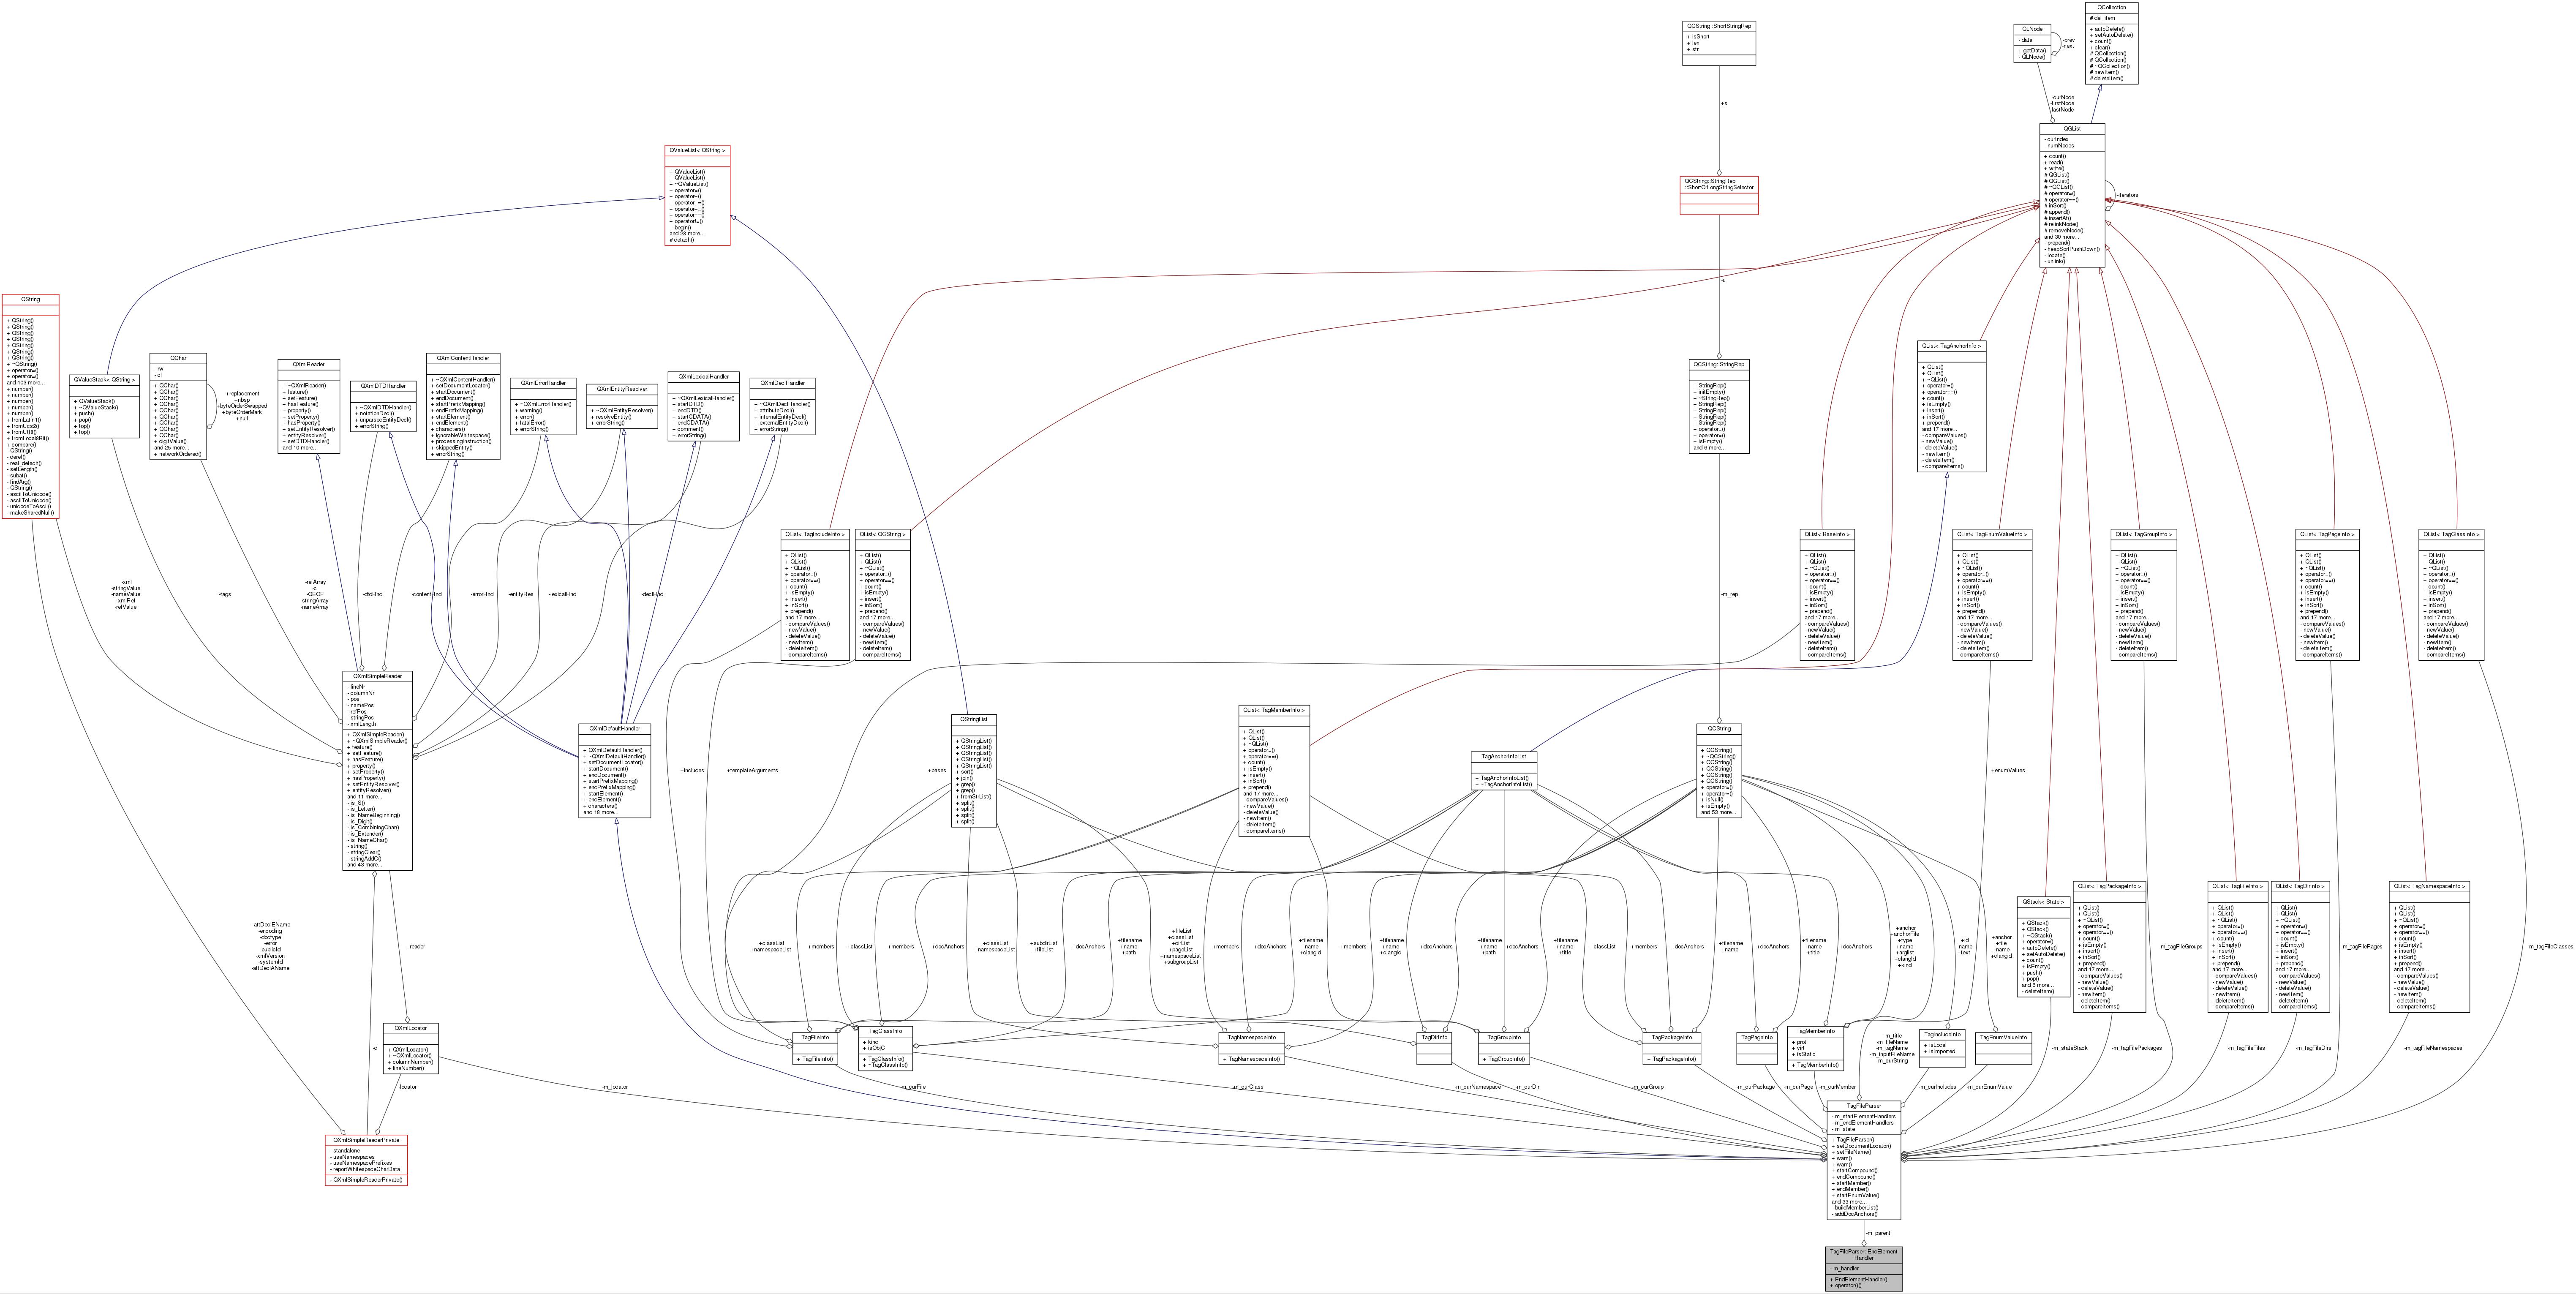 QCollection
# del_item
+ autoDelete()
+ setAutoDelete()
+ count()
+ clear()
# QCollection()
# QCollection()
# ~QCollection()
# newItem()
# deleteItem()
QLNode
- data
+ getData()
- QLNode()
-prev
-next
QCString::ShortStringRep
+ isShort
+ len
+ str
+s
-curNode
-firstNode
-lastNode
QGList
- curIndex
- numNodes
+ count()
+ read()
+ write()
# QGList()
# QGList()
# ~QGList()
# operator=()
# operator==()
# inSort()
# append()
# insertAt()
# relinkNode()
# removeNode()
and 30 more...
- prepend()
- heapSortPushDown()
- locate()
- unlink()
-iterators
QValueList< QString >
+ QValueList()
+ QValueList()
+ ~QValueList()
+ operator=()
+ operator+()
+ operator+=()
+ operator+=()
+ operator==()
+ operator!=()
+ begin()
and 28 more...
# detach()
QCString::StringRep
::ShortOrLongStringSelector
-u
QString
+ QString()
+ QString()
+ QString()
+ QString()
+ QString()
+ QString()
+ QString()
+ ~QString()
+ operator=()
+ operator=()
and 103 more...
+ number()
+ number()
+ number()
+ number()
+ number()
+ fromLatin1()
+ fromUcs2()
+ fromUtf8()
+ fromLocal8Bit()
+ compare()
- QString()
- deref()
- real_detach()
- setLength()
- subat()
- findArg()
- QString()
- asciiToUnicode()
- asciiToUnicode()
- unicodeToAscii()
- makeSharedNull()
QValueStack< QString >
+ QValueStack()
+ ~QValueStack()
+ push()
+ pop()
+ top()
+ top()
QChar
- rw
- cl
+ QChar()
+ QChar()
+ QChar()
+ QChar()
+ QChar()
+ QChar()
+ QChar()
+ QChar()
+ QChar()
+ digitValue()
and 25 more...
+ networkOrdered()
+replacement
+nbsp
+byteOrderSwapped
+byteOrderMark
+null
QXmlReader
+ ~QXmlReader()
+ feature()
+ setFeature()
+ hasFeature()
+ property()
+ setProperty()
+ hasProperty()
+ setEntityResolver()
+ entityResolver()
+ setDTDHandler()
and 10 more...
QXmlDTDHandler
+ ~QXmlDTDHandler()
+ notationDecl()
+ unparsedEntityDecl()
+ errorString()
QXmlContentHandler
+ ~QXmlContentHandler()
+ setDocumentLocator()
+ startDocument()
+ endDocument()
+ startPrefixMapping()
+ endPrefixMapping()
+ startElement()
+ endElement()
+ characters()
+ ignorableWhitespace()
+ processingInstruction()
+ skippedEntity()
+ errorString()
QXmlErrorHandler
+ ~QXmlErrorHandler()
+ warning()
+ error()
+ fatalError()
+ errorString()
QXmlEntityResolver
+ ~QXmlEntityResolver()
+ resolveEntity()
+ errorString()
QXmlLexicalHandler
+ ~QXmlLexicalHandler()
+ startDTD()
+ endDTD()
+ startCDATA()
+ endCDATA()
+ comment()
+ errorString()
QXmlDeclHandler
+ ~QXmlDeclHandler()
+ attributeDecl()
+ internalEntityDecl()
+ externalEntityDecl()
+ errorString()
QCString::StringRep
+ StringRep()
+ initEmpty()
+ ~StringRep()
+ StringRep()
+ StringRep()
+ StringRep()
+ StringRep()
+ operator=()
+ operator=()
+ isEmpty()
and 6 more...
QList< TagAnchorInfo >
+ QList()
+ QList()
+ ~QList()
+ operator=()
+ operator==()
+ count()
+ isEmpty()
+ insert()
+ inSort()
+ prepend()
and 17 more...
- compareValues()
- newValue()
- deleteValue()
- newItem()
- deleteItem()
- compareItems()
-xml
-stringValue
-nameValue
-xmlRef
-refValue
-tags
-refArray
-c
-QEOF
-stringArray
-nameArray
-dtdHnd
-contentHnd
-errorHnd
-entityRes
-lexicalHnd
-declHnd
QList< TagIncludeInfo >
+ QList()
+ QList()
+ ~QList()
+ operator=()
+ operator==()
+ count()
+ isEmpty()
+ insert()
+ inSort()
+ prepend()
and 17 more...
- compareValues()
- newValue()
- deleteValue()
- newItem()
- deleteItem()
- compareItems()
QList< QCString >
+ QList()
+ QList()
+ ~QList()
+ operator=()
+ operator==()
+ count()
+ isEmpty()
+ insert()
+ inSort()
+ prepend()
and 17 more...
- compareValues()
- newValue()
- deleteValue()
- newItem()
- deleteItem()
- compareItems()
-m_rep
QList< BaseInfo >
+ QList()
+ QList()
+ ~QList()
+ operator=()
+ operator==()
+ count()
+ isEmpty()
+ insert()
+ inSort()
+ prepend()
and 17 more...
- compareValues()
- newValue()
- deleteValue()
- newItem()
- deleteItem()
- compareItems()
QList< TagEnumValueInfo >
+ QList()
+ QList()
+ ~QList()
+ operator=()
+ operator==()
+ count()
+ isEmpty()
+ insert()
+ inSort()
+ prepend()
and 17 more...
- compareValues()
- newValue()
- deleteValue()
- newItem()
- deleteItem()
- compareItems()
QList< TagGroupInfo >
+ QList()
+ QList()
+ ~QList()
+ operator=()
+ operator==()
+ count()
+ isEmpty()
+ insert()
+ inSort()
+ prepend()
and 17 more...
- compareValues()
- newValue()
- deleteValue()
- newItem()
- deleteItem()
- compareItems()
QList< TagPageInfo >
+ QList()
+ QList()
+ ~QList()
+ operator=()
+ operator==()
+ count()
+ isEmpty()
+ insert()
+ inSort()
+ prepend()
and 17 more...
- compareValues()
- newValue()
- deleteValue()
- newItem()
- deleteItem()
- compareItems()
QList< TagClassInfo >
+ QList()
+ QList()
+ ~QList()
+ operator=()
+ operator==()
+ count()
+ isEmpty()
+ insert()
+ inSort()
+ prepend()
and 17 more...
- compareValues()
- newValue()
- deleteValue()
- newItem()
- deleteItem()
- compareItems()
QXmlSimpleReader
- lineNr
- columnNr
- pos
- namePos
- refPos
- stringPos
- xmlLength
+ QXmlSimpleReader()
+ ~QXmlSimpleReader()
+ feature()
+ setFeature()
+ hasFeature()
+ property()
+ setProperty()
+ hasProperty()
+ setEntityResolver()
+ entityResolver()
and 11 more...
- is_S()
- is_Letter()
- is_NameBeginning()
- is_Digit()
- is_CombiningChar()
- is_Extender()
- is_NameChar()
- string()
- stringClear()
- stringAddC()
and 43 more...
QXmlDefaultHandler
+ QXmlDefaultHandler()
+ ~QXmlDefaultHandler()
+ setDocumentLocator()
+ startDocument()
+ endDocument()
+ startPrefixMapping()
+ endPrefixMapping()
+ startElement()
+ endElement()
+ characters()
and 18 more...
+includes
+templateArguments
+bases
QStringList
+ QStringList()
+ QStringList()
+ QStringList()
+ QStringList()
+ QStringList()
+ sort()
+ join()
+ grep()
+ grep()
+ fromStrList()
+ split()
+ split()
+ split()
+ split()
QList< TagMemberInfo >
+ QList()
+ QList()
+ ~QList()
+ operator=()
+ operator==()
+ count()
+ isEmpty()
+ insert()
+ inSort()
+ prepend()
and 17 more...
- compareValues()
- newValue()
- deleteValue()
- newItem()
- deleteItem()
- compareItems()
TagAnchorInfoList
+ TagAnchorInfoList()
+ ~TagAnchorInfoList()
QCString
+ QCString()
+ ~QCString()
+ QCString()
+ QCString()
+ QCString()
+ QCString()
+ operator=()
+ operator=()
+ isNull()
+ isEmpty()
and 53 more...
+enumValues
QStack< State >
+ QStack()
+ QStack()
+ ~QStack()
+ operator=()
+ autoDelete()
+ setAutoDelete()
+ count()
+ isEmpty()
+ push()
+ pop()
and 6 more...
- deleteItem()
QList< TagPackageInfo >
+ QList()
+ QList()
+ ~QList()
+ operator=()
+ operator==()
+ count()
+ isEmpty()
+ insert()
+ inSort()
+ prepend()
and 17 more...
- compareValues()
- newValue()
- deleteValue()
- newItem()
- deleteItem()
- compareItems()
-m_tagFileGroups
QList< TagFileInfo >
+ QList()
+ QList()
+ ~QList()
+ operator=()
+ operator==()
+ count()
+ isEmpty()
+ insert()
+ inSort()
+ prepend()
and 17 more...
- compareValues()
- newValue()
- deleteValue()
- newItem()
- deleteItem()
- compareItems()
QList< TagDirInfo >
+ QList()
+ QList()
+ ~QList()
+ operator=()
+ operator==()
+ count()
+ isEmpty()
+ insert()
+ inSort()
+ prepend()
and 17 more...
- compareValues()
- newValue()
- deleteValue()
- newItem()
- deleteItem()
- compareItems()
-m_tagFilePages
QList< TagNamespaceInfo >
+ QList()
+ QList()
+ ~QList()
+ operator=()
+ operator==()
+ count()
+ isEmpty()
+ insert()
+ inSort()
+ prepend()
and 17 more...
- compareValues()
- newValue()
- deleteValue()
- newItem()
- deleteItem()
- compareItems()
-m_tagFileClasses
-attDeclEName
-encoding
-doctype
-error
-publicId
-xmlVersion
-systemId
-attDeclAName
-reader
+classList
+namespaceList
+members
+classList
+members
+docAnchors
+classList
+namespaceList
+subdirList
+fileList
+docAnchors
+filename
+name
+path
+fileList
+classList
+dirList
+pageList
+namespaceList
+subgroupList
+members
+docAnchors
+filename
+name
+clangId
+members
+filename
+name
+clangId
+docAnchors
+filename
+name
+path
+docAnchors
+filename
+name
+title
+classList
+members
+docAnchors
+filename
+name
+docAnchors
+filename
+name
+title
+docAnchors
+anchor
+anchorFile
+type
+name
+arglist
+clangId
+kind
+id
+name
+text
+anchor
+file
+name
+clangid
QXmlLocator
+ QXmlLocator()
+ ~QXmlLocator()
+ columnNumber()
+ lineNumber()
TagFileInfo
+ TagFileInfo()
TagClassInfo
+ kind
+ isObjC
+ TagClassInfo()
+ ~TagClassInfo()
TagNamespaceInfo
+ TagNamespaceInfo()
TagDirInfo
TagGroupInfo
+ TagGroupInfo()
TagPackageInfo
+ TagPackageInfo()
TagPageInfo
TagMemberInfo
+ prot
+ virt
+ isStatic
+ TagMemberInfo()
-m_title
-m_fileName
-m_tagName
-m_inputFileName
-m_curString
TagIncludeInfo
+ isLocal
+ isImported
TagEnumValueInfo
-m_stateStack
-m_tagFilePackages
-m_tagFileFiles
-m_tagFileDirs
-m_tagFileNamespaces
-d
-locator
-m_locator
-m_curFile
-m_curClass
-m_curNamespace
-m_curDir
-m_curGroup
-m_curPackage
-m_curPage
-m_curMember
-m_curIncludes
-m_curEnumValue
QXmlSimpleReaderPrivate
- standalone
- useNamespaces
- useNamespacePrefixes
- reportWhitespaceCharData
- QXmlSimpleReaderPrivate()
TagFileParser
- m_startElementHandlers
- m_endElementHandlers
- m_state
+ TagFileParser()
+ setDocumentLocator()
+ setFileName()
+ warn()
+ warn()
+ startCompound()
+ endCompound()
+ startMember()
+ endMember()
+ startEnumValue()
and 33 more...
- buildMemberList()
- addDocAnchors()
-m_parent
TagFileParser::EndElement
Handler
- m_handler
+ EndElementHandler()
+ operator()()